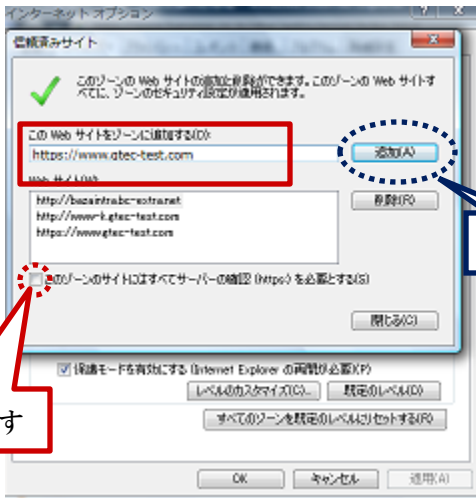 インターネット オプション
信頼済みサイト
このゾーンの Web サイトの追加と削除ができます。このゾーンの Web サイトす
べてに、ゾーンのセキュリティ設定が適用されます。
この Web サイトをゾーンに追加する(D):
https://www.gtec-test.com
追加(A)
Web サイト(W):
http://bazaintra.bc-extranet
http://www-k.gtec-test.com
https://www.gtec-test.com
削除(R)
このゾーンのサイトにはすべてサーバーの確認 (https:) を必要とする(S)
閉じる(C)
保護モードを有効にする (Internet Explorer の再開が必要)(P)
レベルのカスタマイズ(C)...
既定のレベル(D)
すべてのゾーンを既定のレベルにリセットする(R)
す
OK
キャンセル
適用(A)